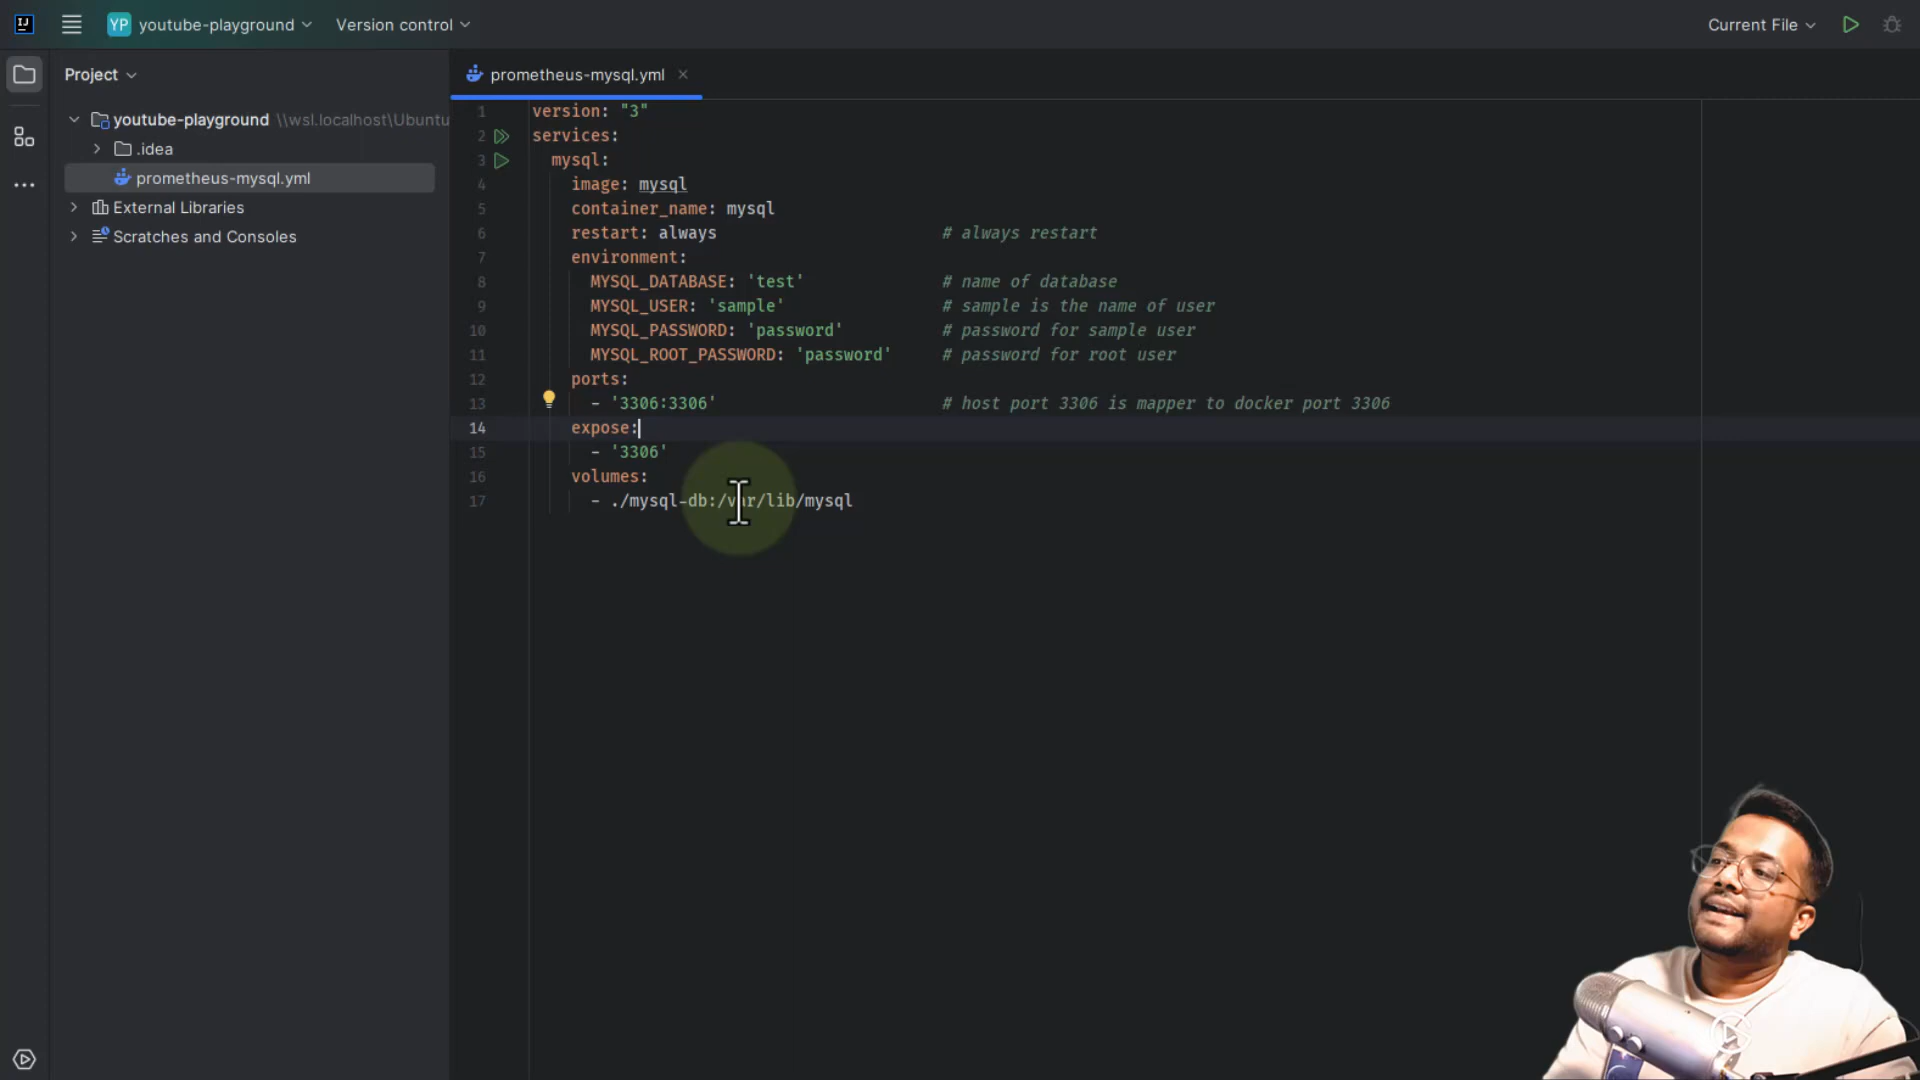 IJ
YP youtube-playground
Version control
Current File
Project
youtube-playground \\wsl.localhost\Ubuntu
.idea
prometheus-mysql.yml
External Libraries
Scratches and Consoles
prometheus-mysql.yml
1 version: "3"
2 services:
3 mysql:
4 image: mysql
5 container_name: mysql
6 restart: always # always restart
7 environment:
8 MYSQL_DATABASE: 'test' # name of database
9 MYSQL_USER: 'sample' # sample is the name of user
10 MYSQL_PASSWORD: 'password' # password for sample user
11 MYSQL_ROOT_PASSWORD: 'password' # password for root user
12 ports:
13 - '3306:3306' # host port 3306 is mapper to docker port 3306
14 expose:
15 - '3306'
16 volumes:
17 - ./mysql-db:/var/lib/mysql